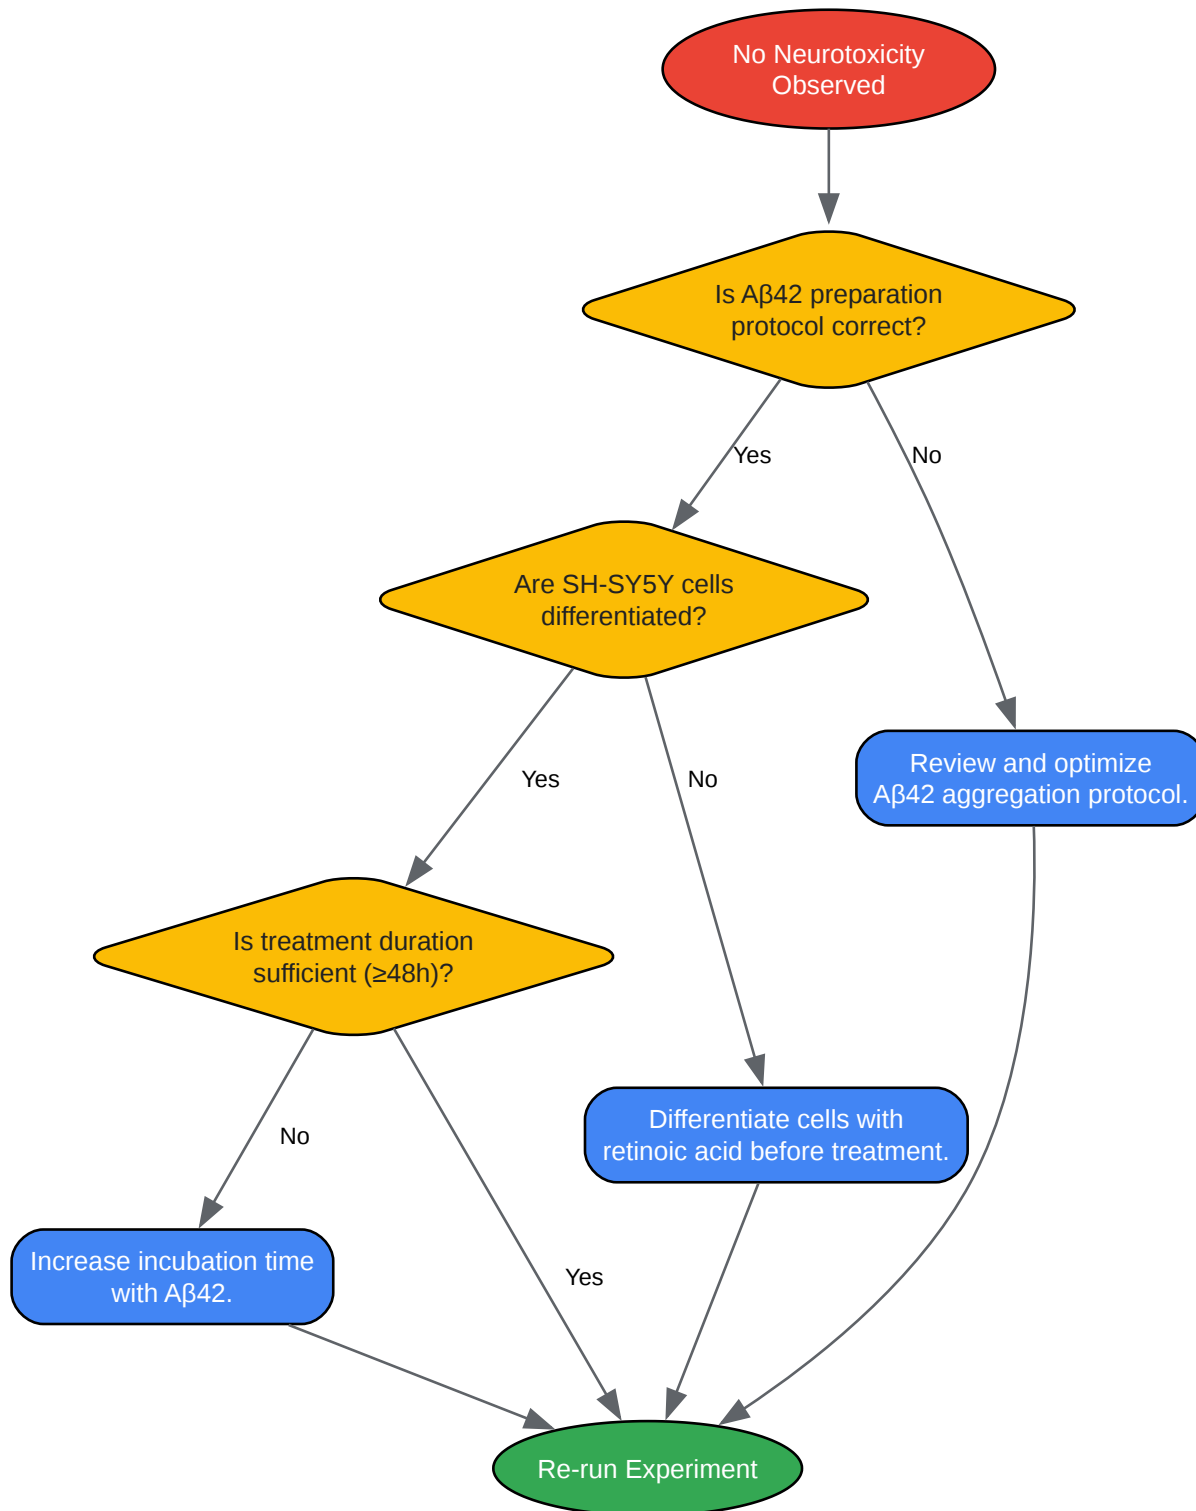 No Neurotoxicity
Observed
Is Aβ42 preparation
protocol correct?
Yes
No
Are SH-SY5Y cells
differentiated?
Yes
No
Review and optimize
Aβ42 aggregation protocol.
Is treatment duration
sufficient (≥48h)?
No
Yes
Differentiate cells with
retinoic acid before treatment.
Increase incubation time
with Aβ42.
Re-run Experiment